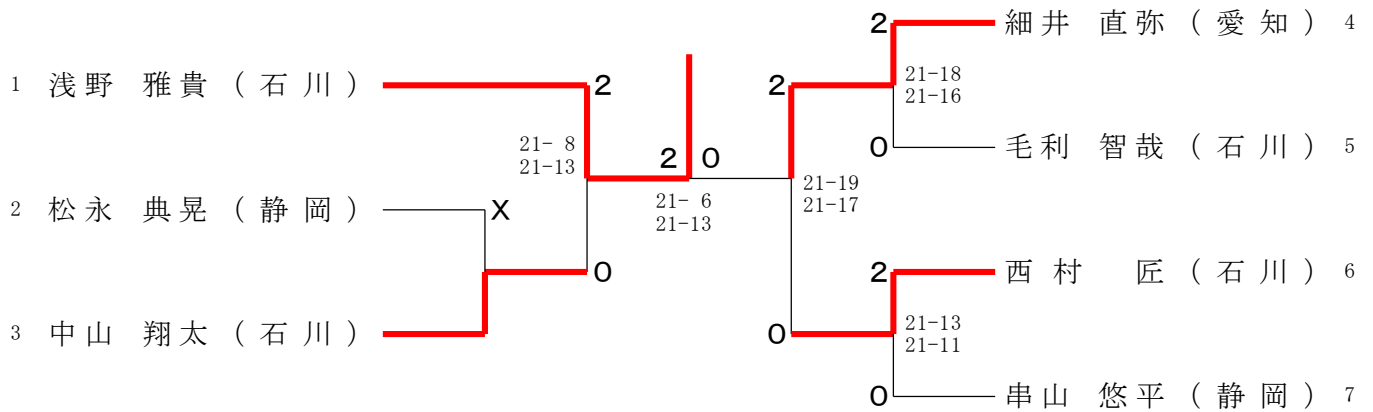 1 浅野 雅貴 (石川)
2
21- 8
21-13
2 松永 典晃 (静岡)
X
0
3 中山 翔太 (石川)
2 0
21- 6
21-13
2
細井 直弥 (愛知) 4
2
21-18
21-16
0
毛利 智哉 (石川) 5
21-19
21-17
2
西村 匠 (石川) 6
0
21-13
21-11
0
串山 悠平 (静岡) 7